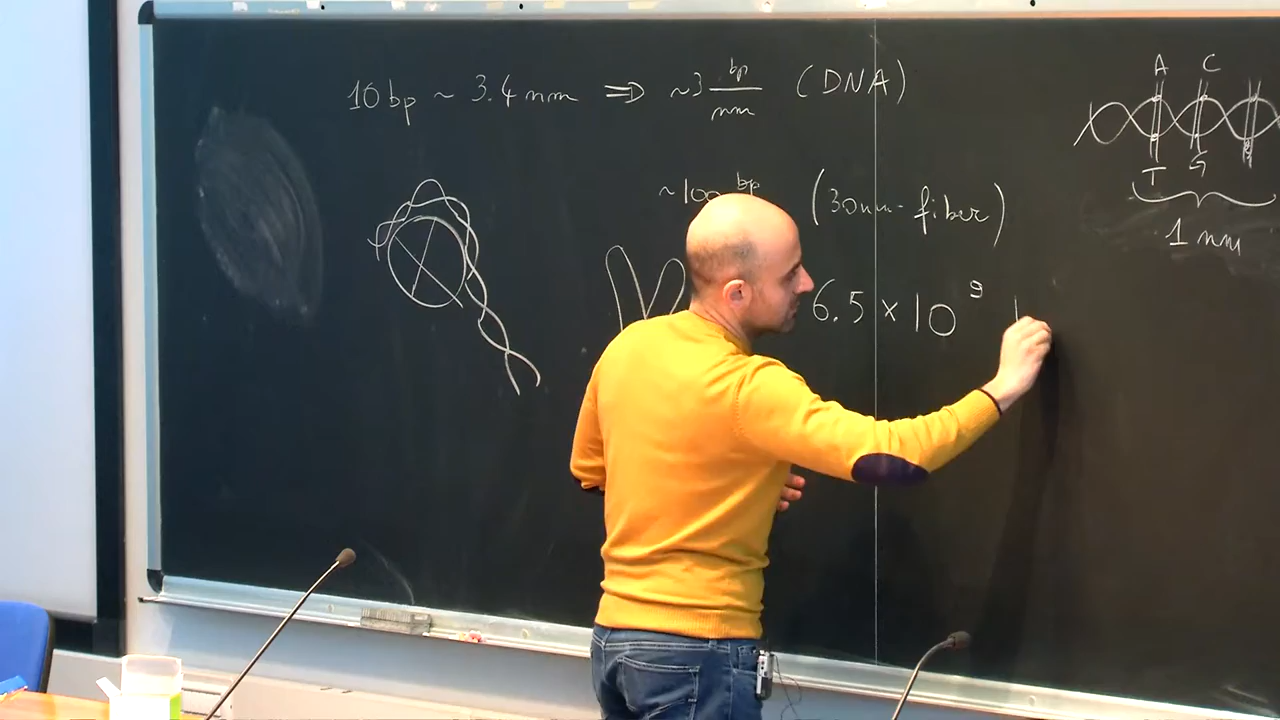 10 bp ~ 3.4 nm ⇒ ~3 bp/nm (DNA)
~100 bp (30nm-fiber)
6.5 × 10⁹
A C
T G
1 nm